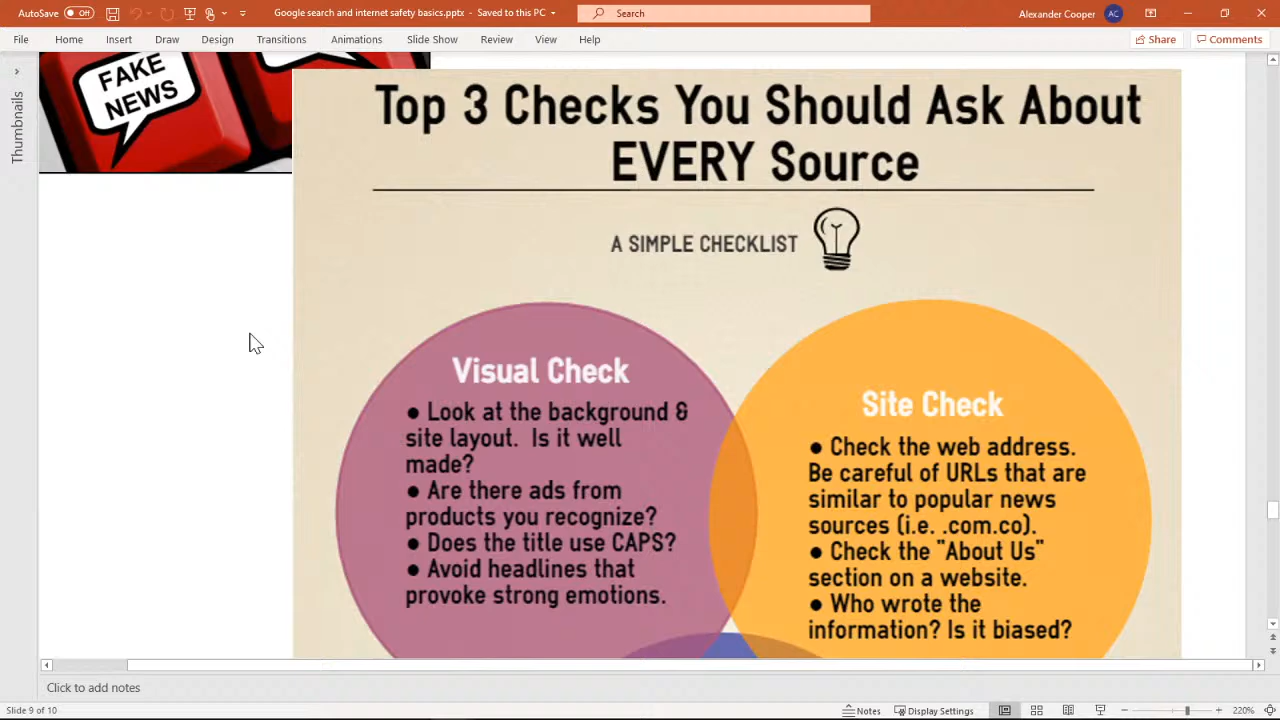 AutoSave Off Google search and internet safety basics.pptx - Saved to this PC Search Alexander Cooper AC
File Home Insert Draw Design Transitions Animations Slide Show Review View Help Share Comments
Thumbnails
FAKE
NEWS
Top 3 Checks You Should Ask About
EVERY Source
A SIMPLE CHECKLIST
Visual Check
● Look at the background &
site layout. Is it well
made?
● Are there ads from
products you recognize?
● Does the title use CAPS?
● Avoid headlines that
provoke strong emotions.
Site Check
● Check the web address.
Be careful of URLs that are
similar to popular news
sources (i.e. .com.co).
● Check the "About Us"
section on a website.
● Who wrote the
information? Is it biased?
Click to add notes
Slide 9 of 10 Notes Display Settings 220%